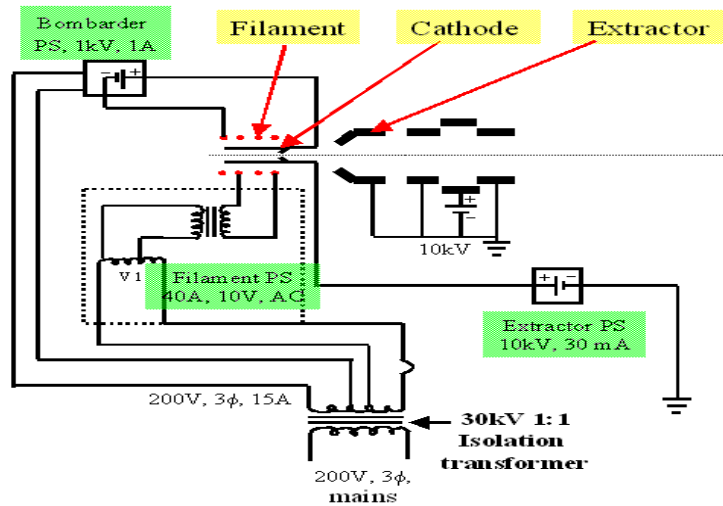 Bombarder
PS, 1kV, 1A
Filament
Cathode
Extractor
- +
+
-
10kV
V1
Filament PS
40A, 10V, AC
+ -
Extractor PS
10kV, 30 mA
200V, 3ϕ, 15A
30kV 1:1
Isolation
transformer
200V, 3ϕ,
mains